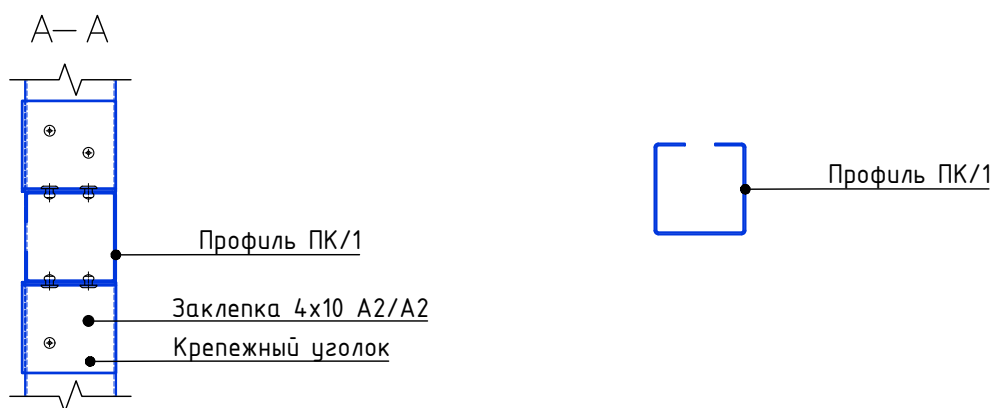 А— А
Профиль ПК/1
Профиль ПК/1
Заклепка 4х10 А2/А2
Крепежный уголок